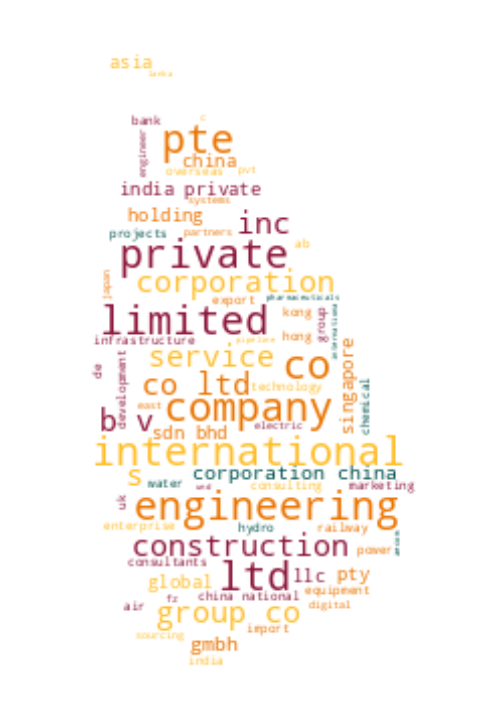 asia
lanka
bank
c
engineer
pte
china
overseas
pvt
india private
systems
holding
inc
projects
partners
private
ab
japan
corporation
export
pharmaceuticals
limited
kong
group
international
infrastructure
pipeline
hong
service
co
singapore
de
development
co ltd
technology
chemical
east
company
b v
sdn bhd
electric
international
s
corporation china
water
and
consulting
marketing
uk
engineering
enterprise
hydro
railway
construction
power
consultants
ltd
llc
pty
global
equipment
china national
fz
air
group co
digital
import
sourcing
gmbh
india